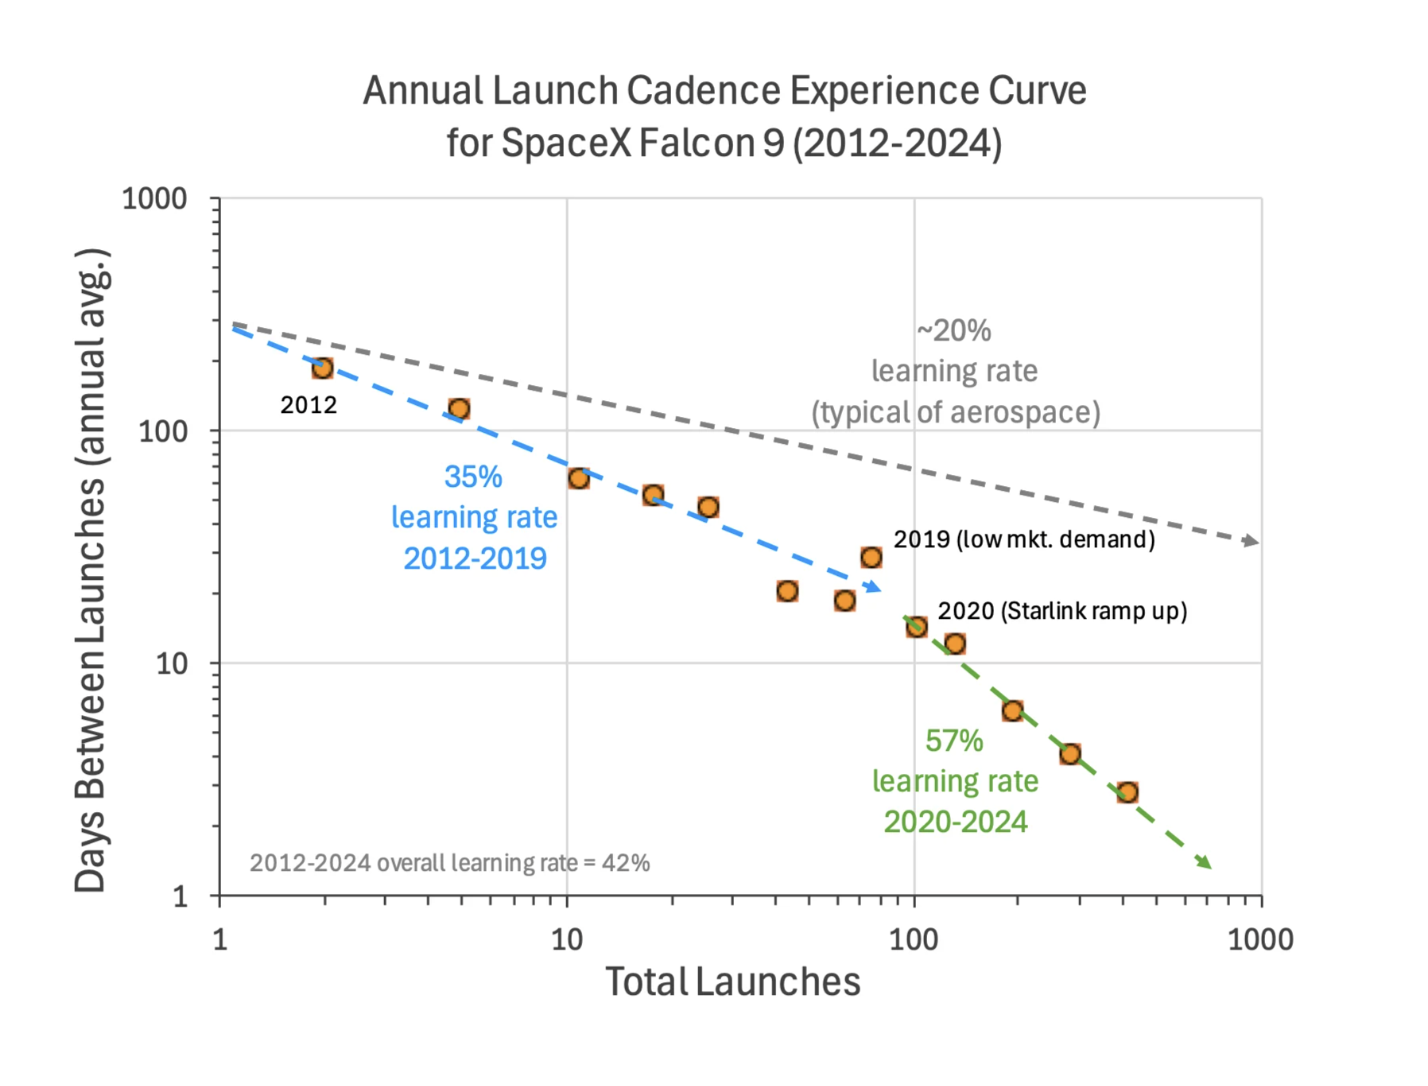 Annual Launch Cadence Experience Curve
for SpaceX Falcon 9 (2012-2024)
Days Between Launches (annual avg.)
1000
100
10
1
~20%
learning rate
(typical of aerospace)
2012
35%
learning rate
2012-2019
2019 (low mkt. demand)
2020 (Starlink ramp up)
57%
learning rate
2020-2024
2012-2024 overall learning rate = 42%
1
10
100
1000
Total Launches